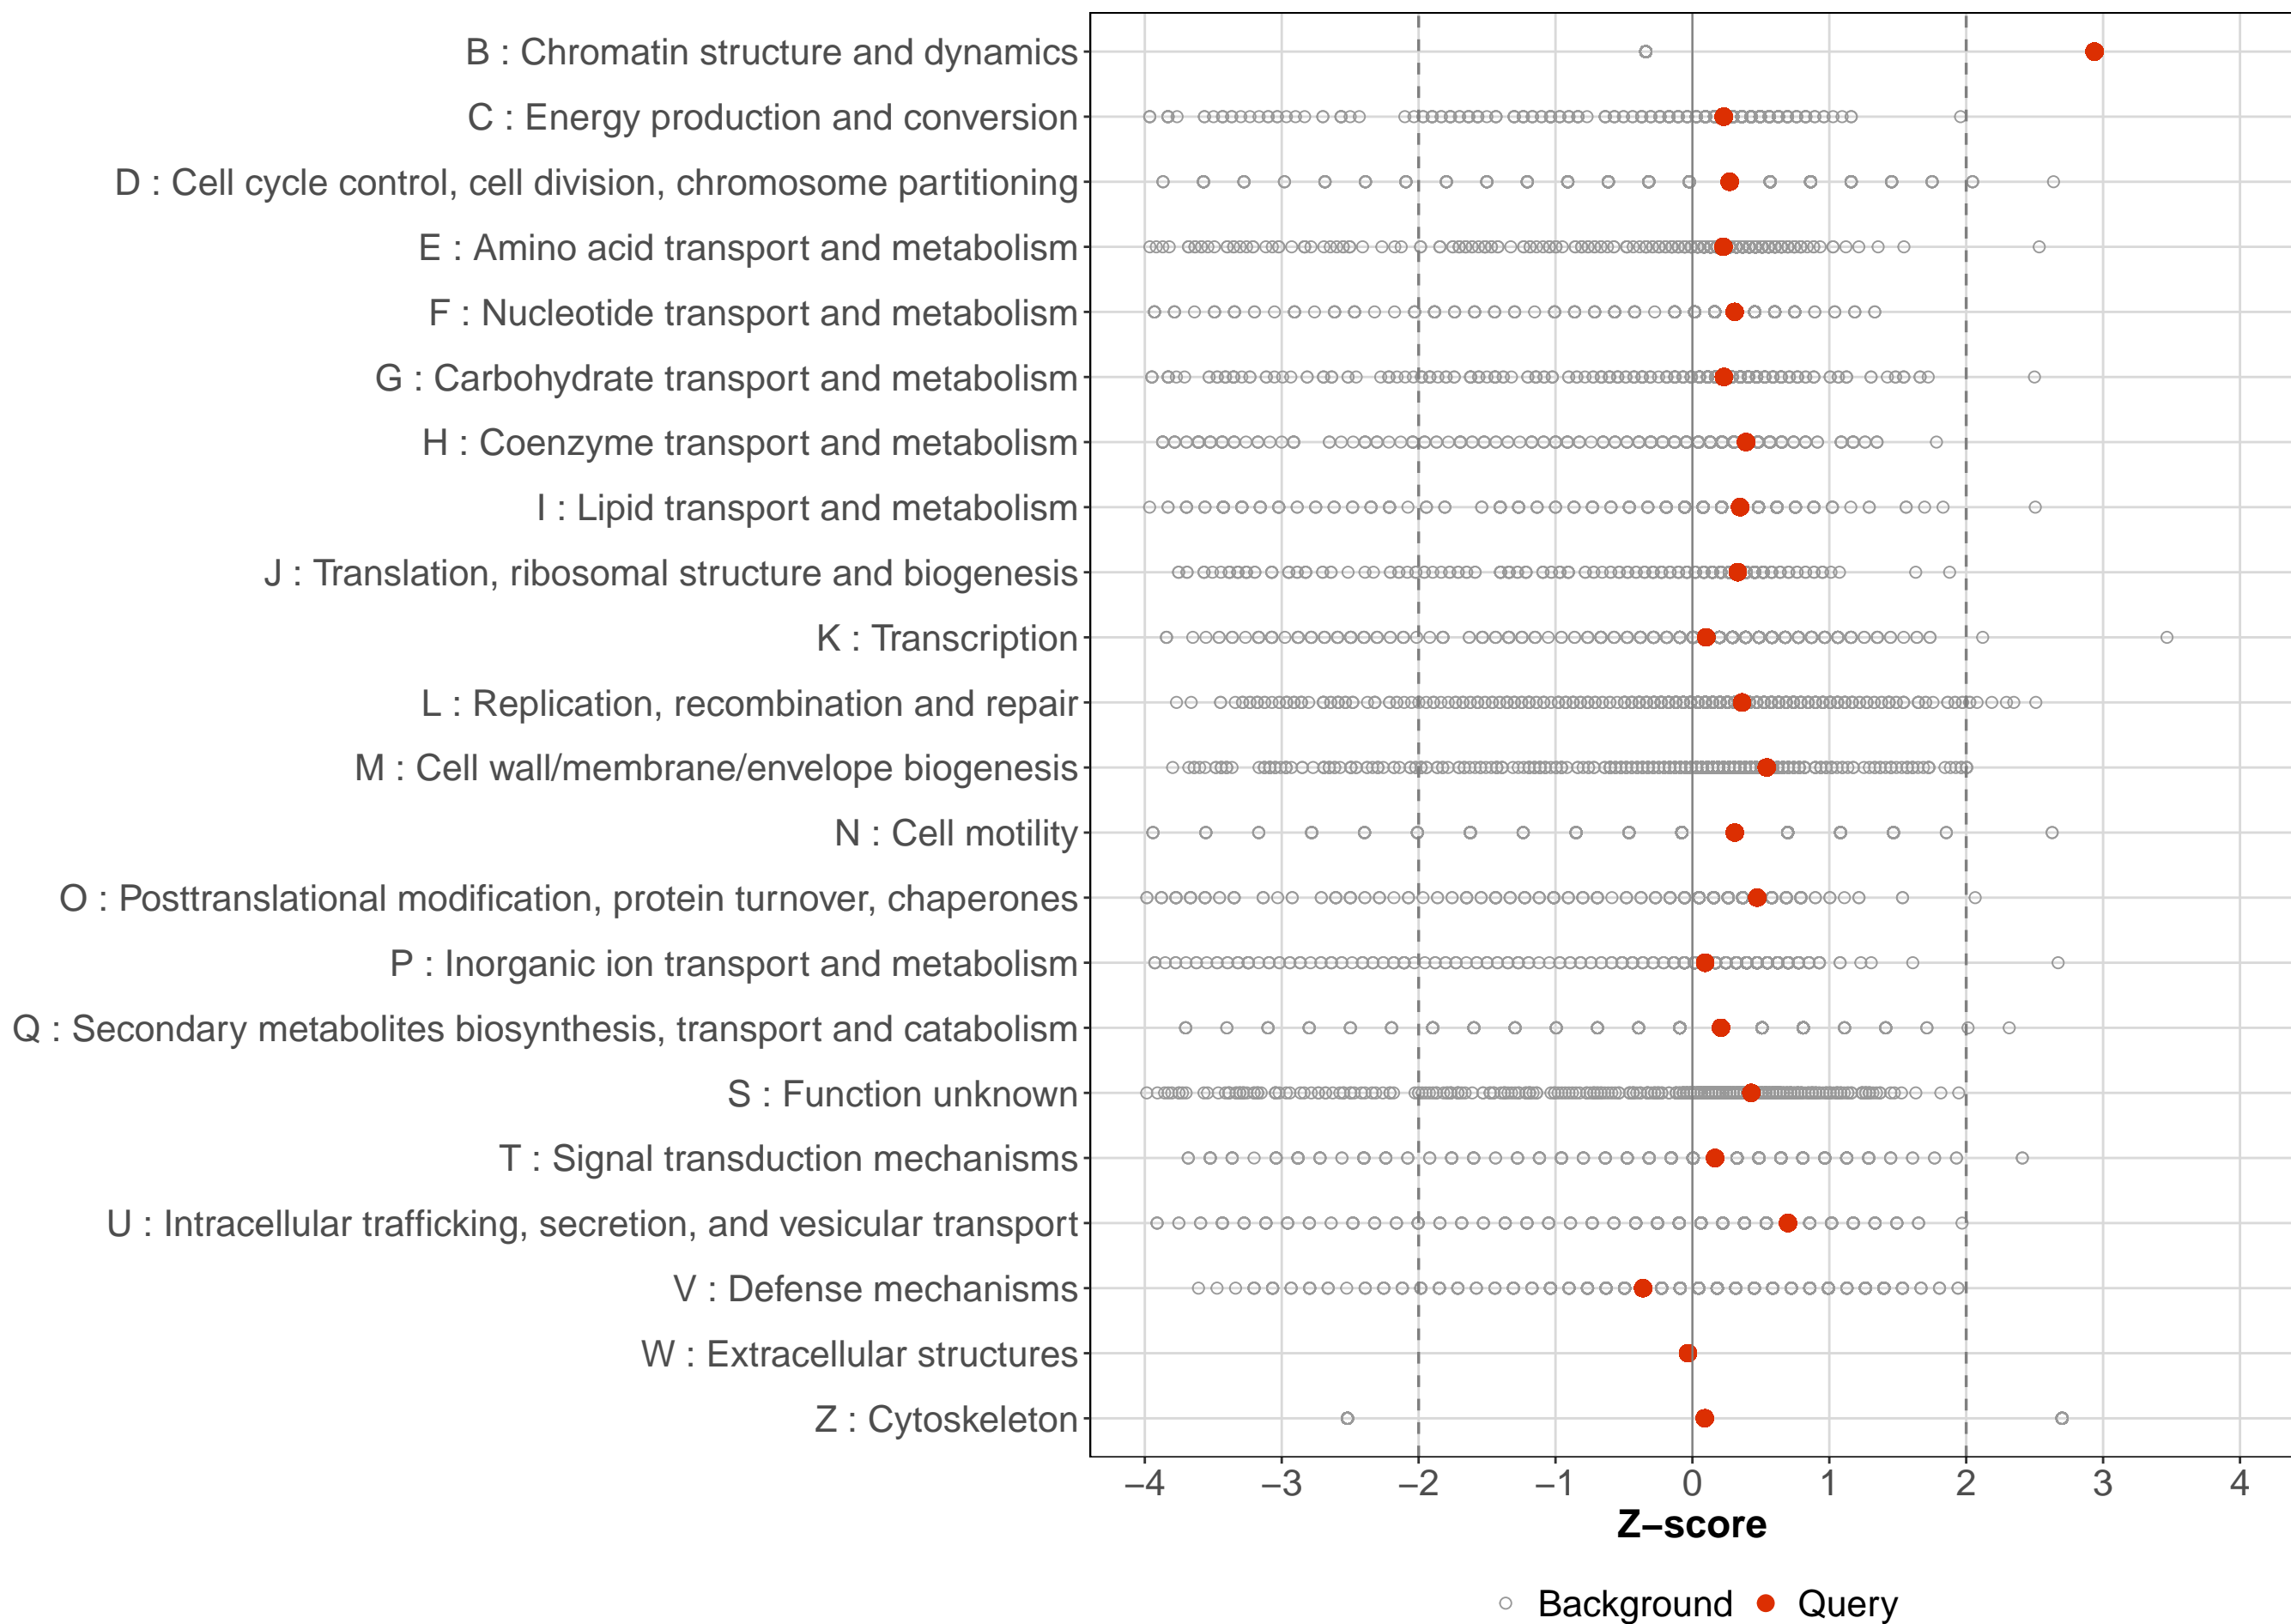 B : Chromatin structure and dynamics
C : Energy production and conversion
D : Cell cycle control, cell division, chromosome partitioning
E : Amino acid transport and metabolism
F : Nucleotide transport and metabolism
G : Carbohydrate transport and metabolism
H : Coenzyme transport and metabolism
I : Lipid transport and metabolism
J : Translation, ribosomal structure and biogenesis
K : Transcription
L : Replication, recombination and repair
M : Cell wall/membrane/envelope biogenesis
N : Cell motility
O : Posttranslational modification, protein turnover, chaperones
P : Inorganic ion transport and metabolism
Q : Secondary metabolites biosynthesis, transport and catabolism
S : Function unknown
T : Signal transduction mechanisms
U : Intracellular trafficking, secretion, and vesicular transport
V : Defense mechanisms
W : Extracellular structures
Z : Cytoskeleton
−4 −3 −2 −1 0 1 2 3 4
Z−score
Background Query